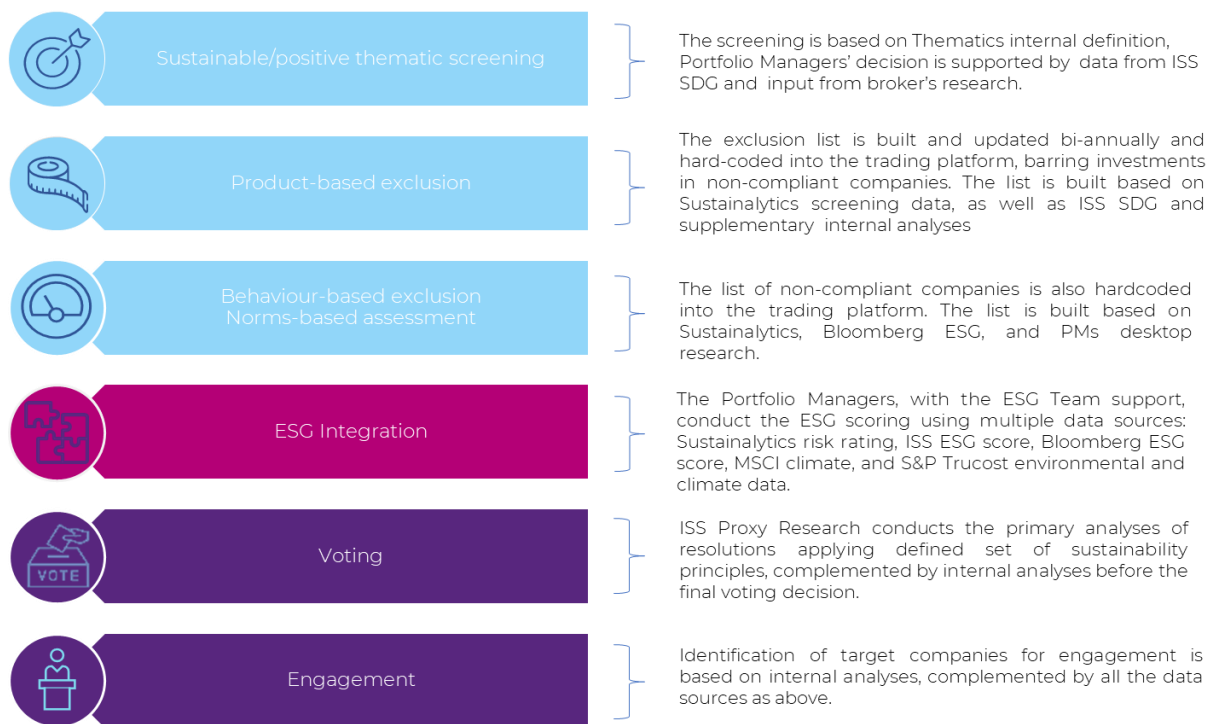 Sustainable/positive thematic screening
The screening is based on Thematics internal definition,
Portfolio Managers' decision is supported by data from ISS
SDG and input from broker's research.
Product-based exclusion
The exclusion list is built and updated bi-annually and
hard-coded into the trading platform, barring investments
in non-compliant companies. The list is built based on
Sustainalytics screening data, as well as ISS SDG and
supplementary internal analyses
Behaviour-based exclusion
Norms-based assessment
The list of non-compliant companies is also hardcoded
into the trading platform. The list is built based on
Sustainalytics, Bloomberg ESG, and PMs desktop
research.
ESG Integration
The Portfolio Managers, with the ESG Team support,
conduct the ESG scoring using multiple data sources:
Sustainalytics risk rating, ISS ESG score, Bloomberg ESG
score, MSCI climate, and S&P Trucost environmental and
climate data.
VOTE
Voting
ISS Proxy Research conducts the primary analyses of
resolutions applying defined set of sustainability
principles, complemented by internal analyses before the
final voting decision.
Engagement
Identification of target companies for engagement is
based on internal analyses, complemented by all the data
sources as above.